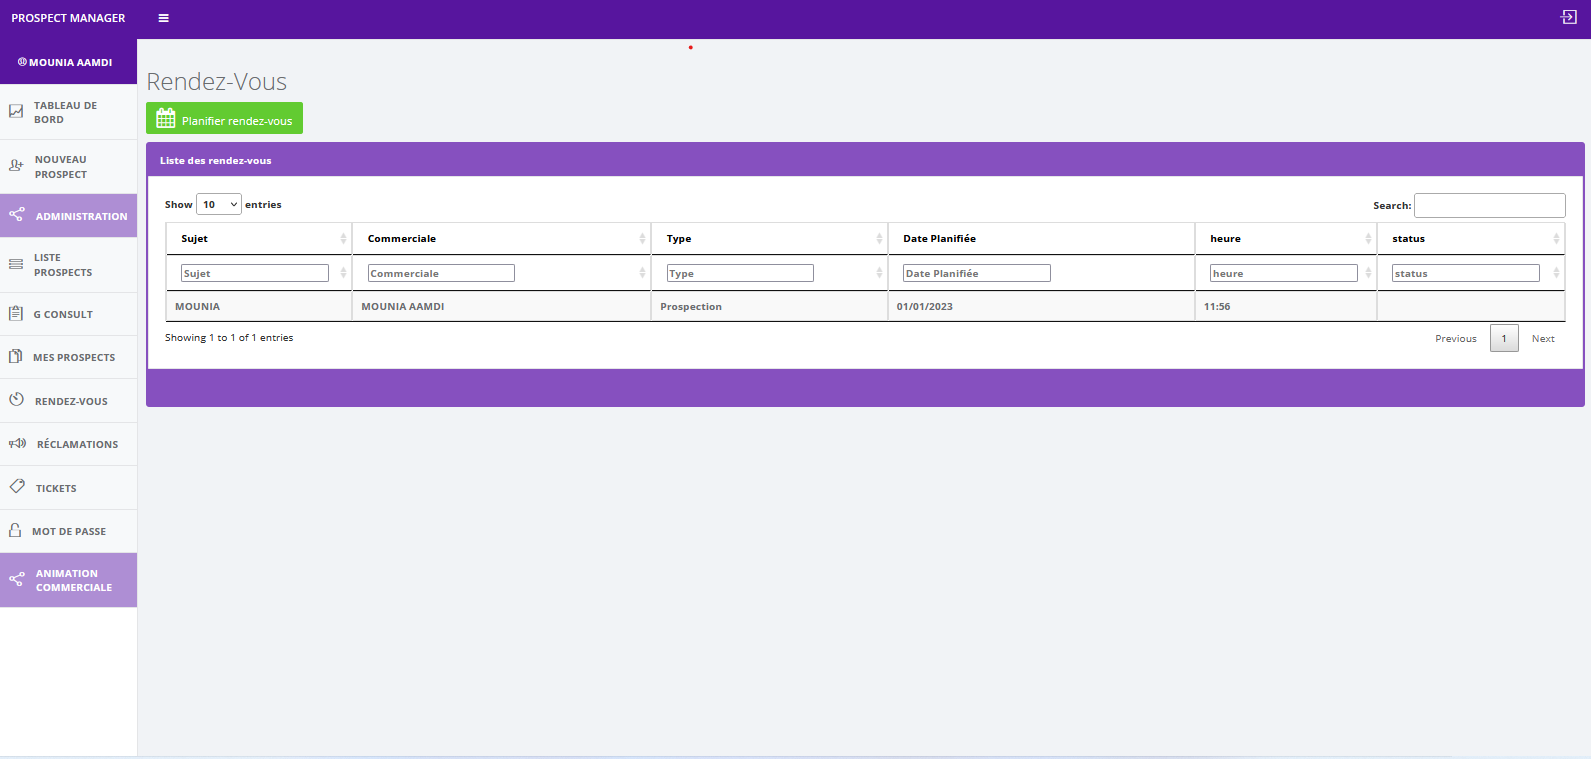 PROSPECT MANAGER
MOUNIA AAMDI
TABLEAU DE
BORD
NOUVEAU
PROSPECT
ADMINISTRATION
LISTE
PROSPECTS
G CONSULT
MES PROSPECTS
RENDEZ-VOUS
RÉCLAMATIONS
TICKETS
MOT DE PASSE
ANIMATION
COMMERCIALE
Rendez-Vous
Planifier rendez-vous
Liste des rendez-vous
Show 10 entries
Search:
Sujet Commerciale Type Date Planifiée heure status
Sujet Commerciale Type Date Planifiée heure status
MOUNIA MOUNIA AAMDI Prospection 01/01/2023 11:56
Showing 1 to 1 of 1 entries
Previous 1 Next